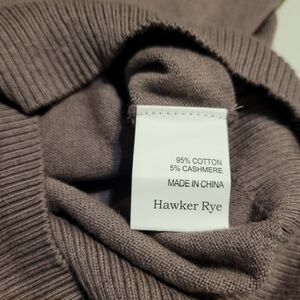 95% COTTON
5% CASHMERE
MADE IN CHINA
Hawker Rye